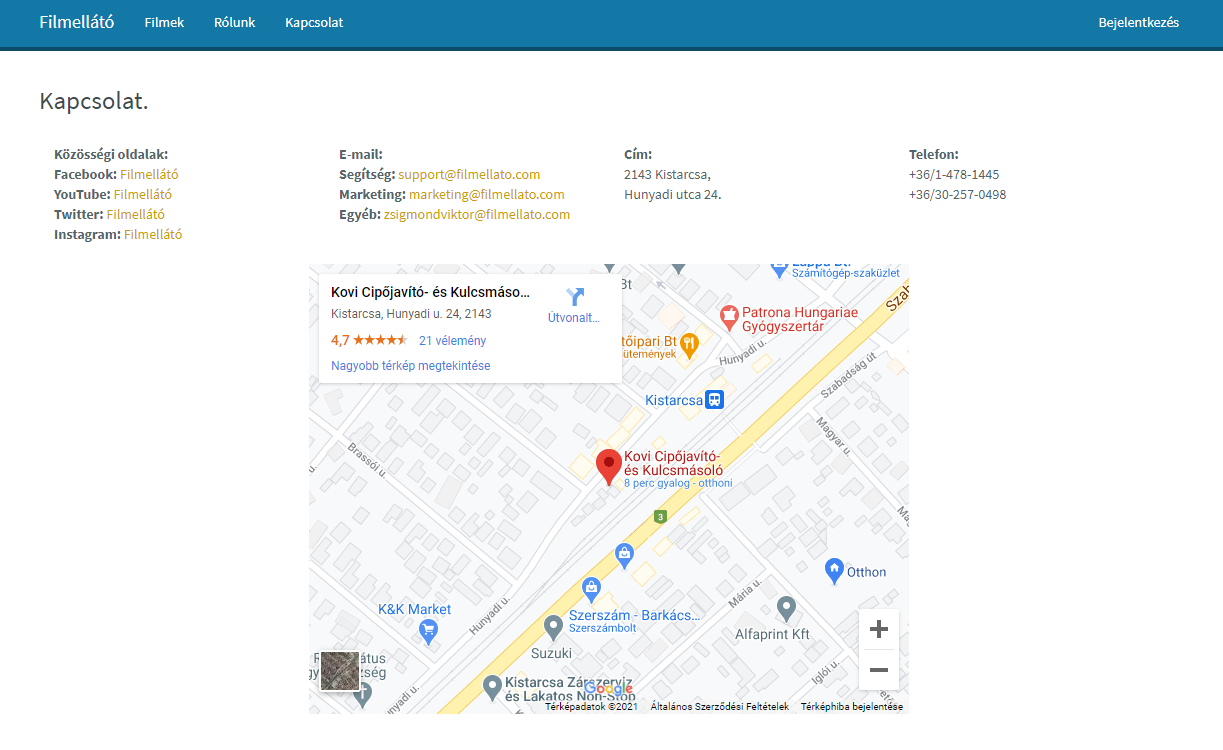 Filmellátó
Filmek
Rólunk
Kapcsolat
Bejelentkezés
Kapcsolat.
Közösségi oldalak:
Facebook: Filmellátó
YouTube: Filmellátó
Twitter: Filmellátó
Instagram: Filmellátó
E-mail:
Segítség: support@filmellato.com
Marketing: marketing@filmellato.com
Egyéb: zsigmondviktor@filmellato.com
Cím:
2143 Kistarcsa,
Hunyadi utca 24.
Telefon:
+36/1-478-1445
+36/30-257-0498
Kovi Cipőjavító- és Kulcsmáso...
Kistarcsa, Hunyadi u. 24, 2143
4,7
21 vélemény
Nagyobb térkép megtekintése
Útvonalt...
Bt
Számítógép-szaküzlet
Szab
Patrona Hungariae
Gyógyszertár
tőipari Bt
ütemények
Hunyadi u.
Kistarcsa
Szabadság út
Magyar u.
Brassói u.
Kovi Cipőjavító-
és Kulcsmásoló
8 perc gyalog - otthoni
3
Otthon
Mária u.
K&K Market
Hunyadi u.
Szerszám - Barkács...
Szerszámbolt
Alfaprint Kft
Suzuki
Iglói u.
Kistarcsa Zárszerviz
és Lakatos Non-Stop
Google
Térképadatok ©2021
Általános Szerződési Feltételek
Térképhiba bejelentése